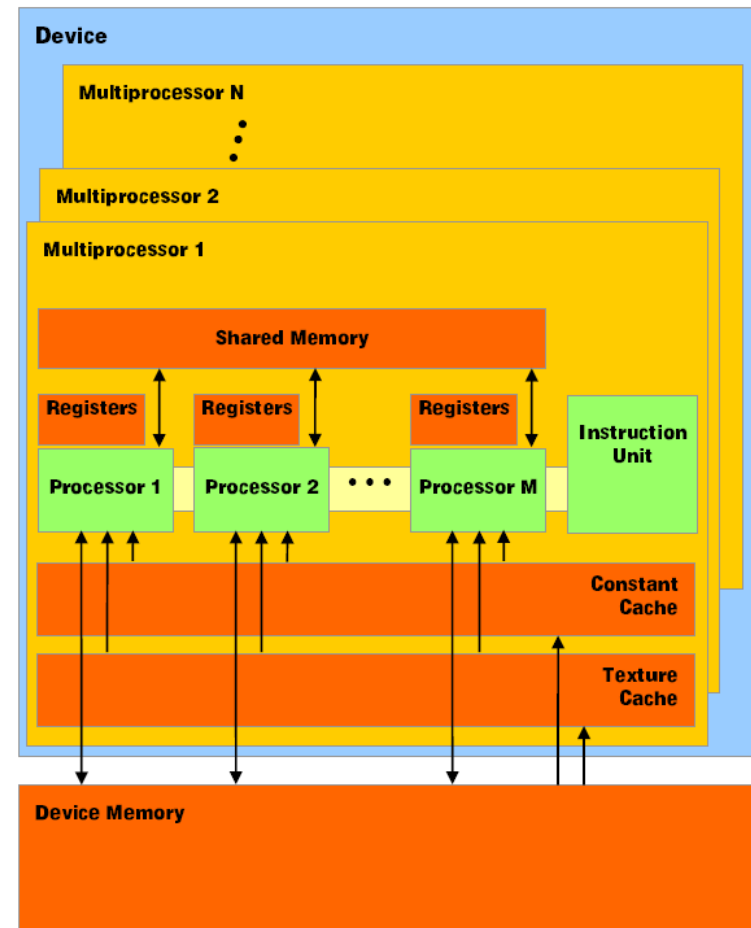 Device
Multiprocessor N
Multiprocessor 2
Multiprocessor 1
Shared Memory
Registers
Registers
Registers
Instruction
Unit
Processor 1
Processor 2
Processor M
Constant
Cache
Texture
Cache
Device Memory